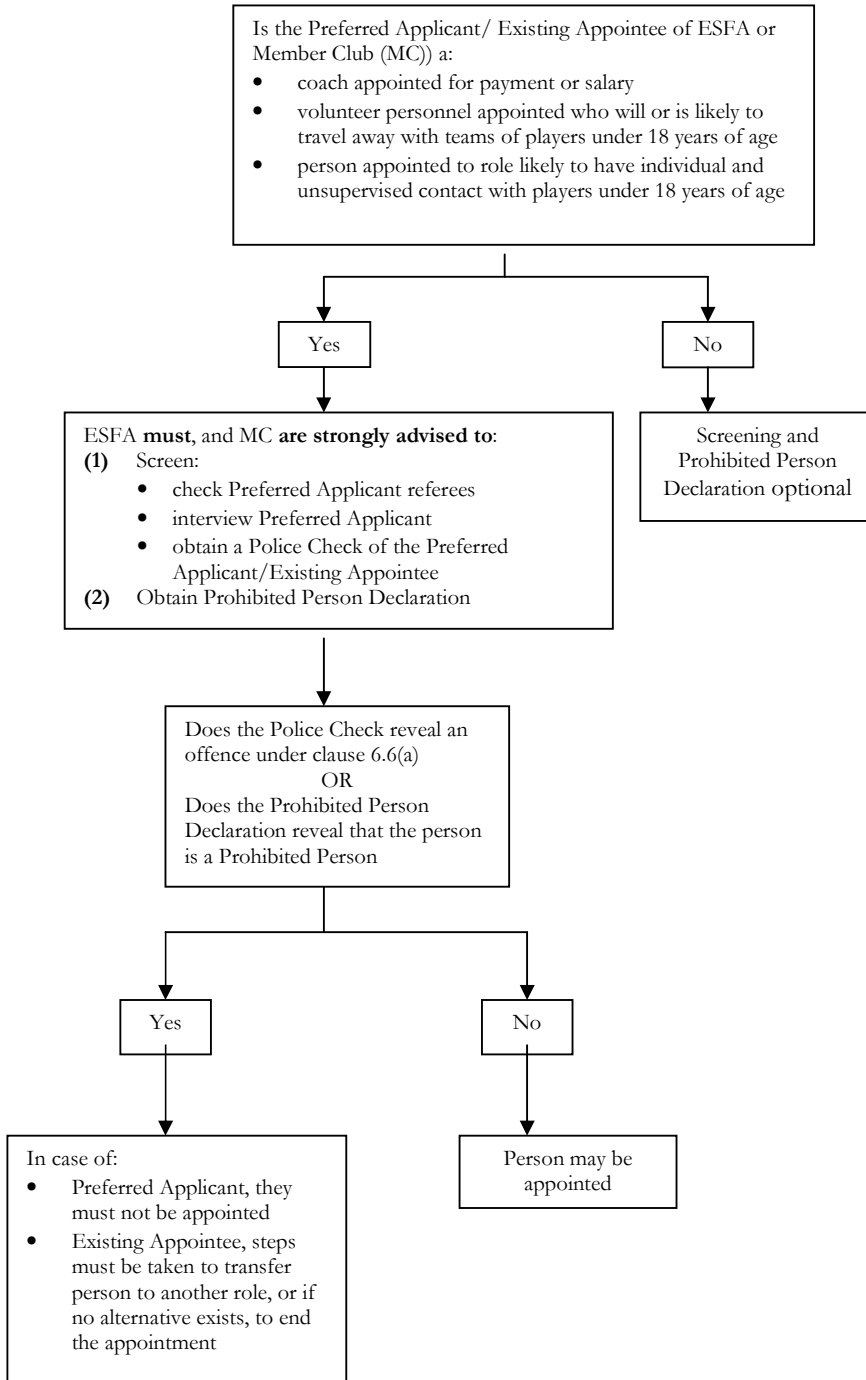 Is the Preferred Applicant/ Existing Appointee of ESFA or
Member Club (MC)) a:
• coach appointed for payment or salary
• volunteer personnel appointed who will or is likely to
travel away with teams of players under 18 years of age
• person appointed to role likely to have individual and
unsupervised contact with players under 18 years of age
Yes
No
ESFA must, and MC are strongly advised to:
(1) Screen:
• check Preferred Applicant referees
• interview Preferred Applicant
• obtain a Police Check of the Preferred
Applicant/Existing Appointee
(2) Obtain Prohibited Person Declaration
Screening and
Prohibited Person
Declaration optional
Does the Police Check reveal an
offence under clause 6.6(a)
OR
Does the Prohibited Person
Declaration reveal that the person
is a Prohibited Person
Yes
No
In case of:
• Preferred Applicant, they
must not be appointed
• Existing Appointee, steps
must be taken to transfer
person to another role, or if
no alternative exists, to end
the appointment
Person may be
appointed